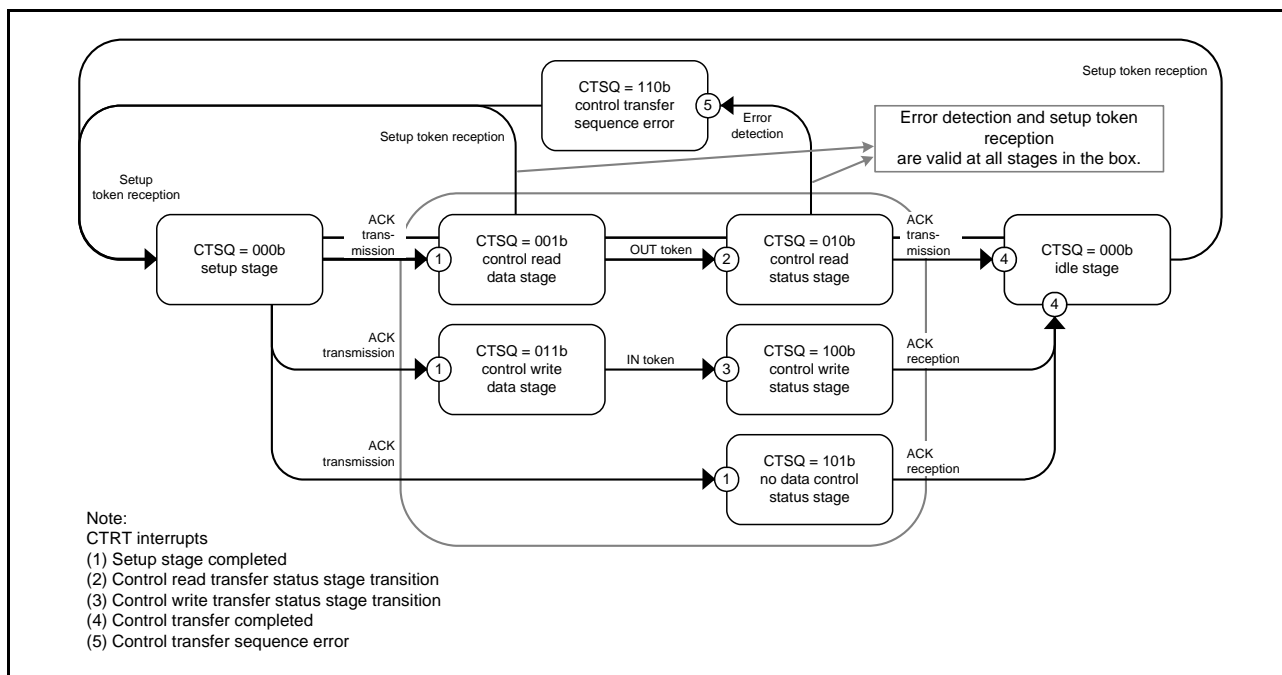 Setup token reception
CTSQ = 110b
control transfer
sequence error
5
Error
detection
Setup token reception
Error detection and setup token
reception
are valid at all stages in the box.
Setup
token reception
CTSQ = 000b
setup stage
ACK
trans-
mission
1
CTSQ = 001b
control read
data stage
OUT token
2
CTSQ = 010b
control read
status stage
ACK
trans-
mission
4
CTSQ = 000b
idle stage
4
ACK
transmission
1
CTSQ = 011b
control write
data stage
IN token
3
CTSQ = 100b
control write
status stage
ACK
reception
ACK
transmission
1
CTSQ = 101b
no data control
status stage
ACK
reception
Note:
CTRT interrupts
(1) Setup stage completed
(2) Control read transfer status stage transition
(3) Control write transfer status stage transition
(4) Control transfer completed
(5) Control transfer sequence error